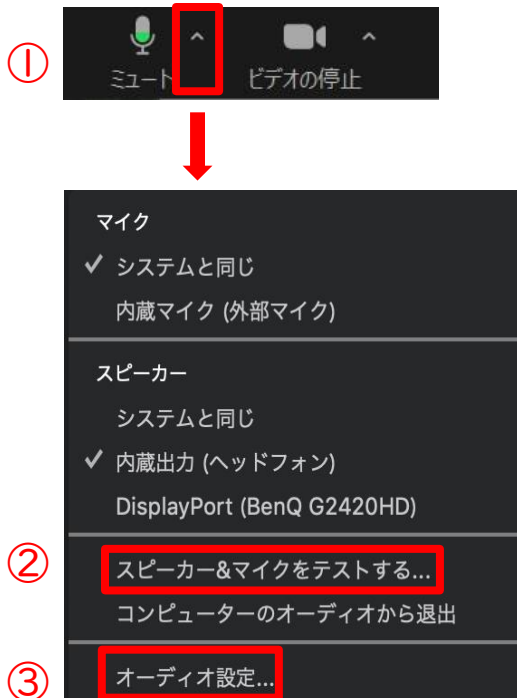 ①
ミュート ビデオの停止
マイク
✓ システムと同じ
内蔵マイク (外部マイク)
スピーカー
システムと同じ
✓ 内蔵出力 (ヘッドフォン)
DisplayPort (BenQ G2420HD)
② スピーカー&マイクをテストする...
コンピューターのオーディオから退出
③ オーディオ設定...